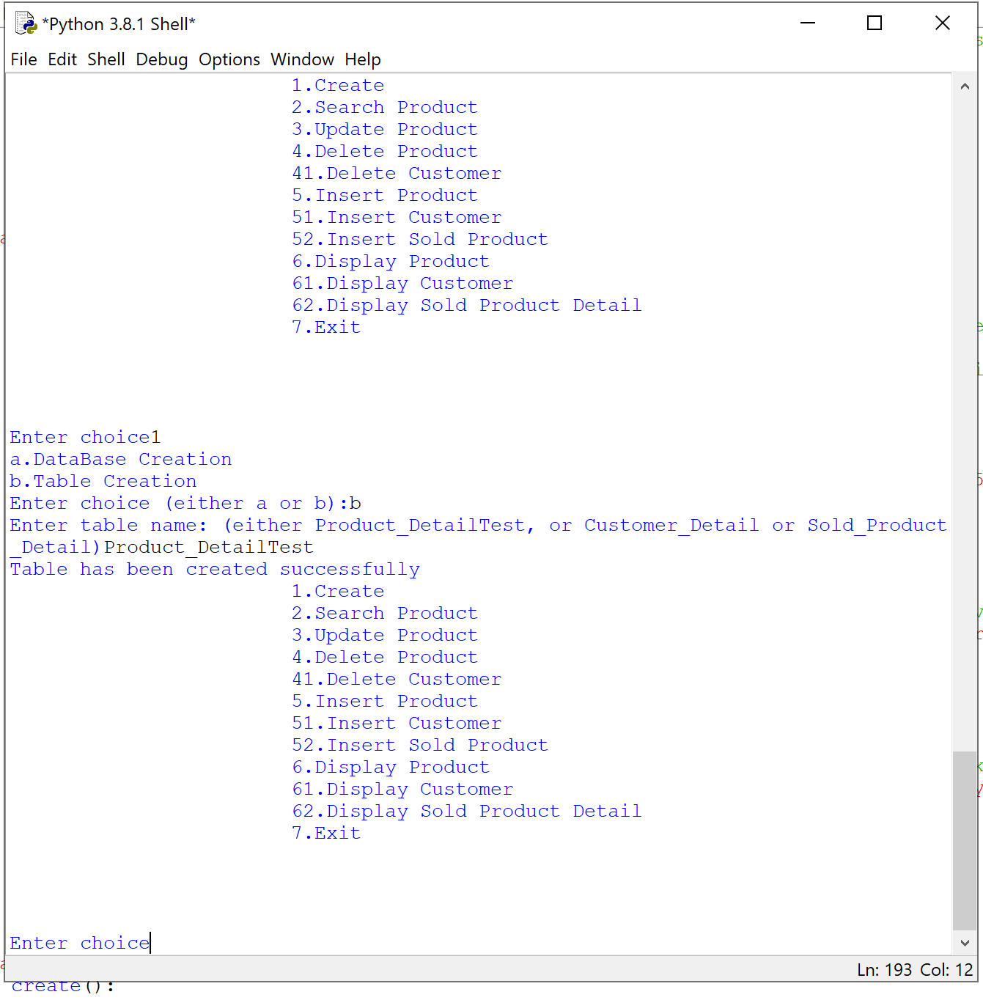 *Python 3.8.1 Shell*
File Edit Shell Debug Options Window Help
1.Create
2.Search Product
3.Update Product
4.Delete Product
41.Delete Customer
5.Insert Product
51.Insert Customer
52.Insert Sold Product
6.Display Product
61.Display Customer
62.Display Sold Product Detail
7.Exit
Enter choice1
a.DataBase Creation
b.Table Creation
Enter choice (either a or b):b
Enter table name: (either Product_DetailTest, or Customer_Detail or Sold_Product
_Detail)Product_DetailTest
Table has been created successfully
1.Create
2.Search Product
3.Update Product
4.Delete Product
41.Delete Customer
5.Insert Product
51.Insert Customer
52.Insert Sold Product
6.Display Product
61.Display Customer
62.Display Sold Product Detail
7.Exit
Enter choice
Ln: 193 Col: 12
create():